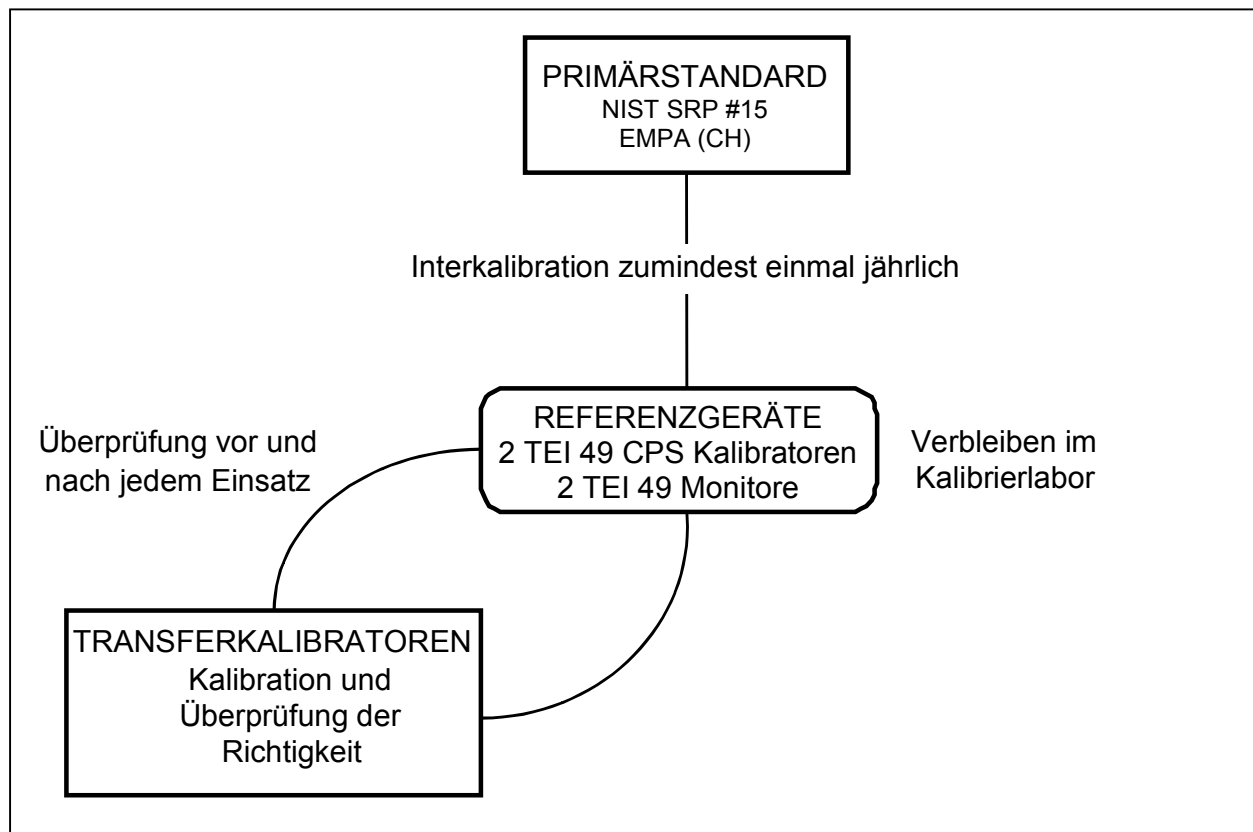 PRIMÄRSTANDARD
NIST SRP #15
EMPA (CH)
Interkalibration zumindest einmal jährlich
REFERENZGERÄTE
2 TEI 49 CPS Kalibratoren
2 TEI 49 Monitore
Überprüfung vor und
nach jedem Einsatz
Verbleiben im
Kalibrierlabor
TRANSFERKALIBRATOREN
Kalibration und
Überprüfung der
Richtigkeit